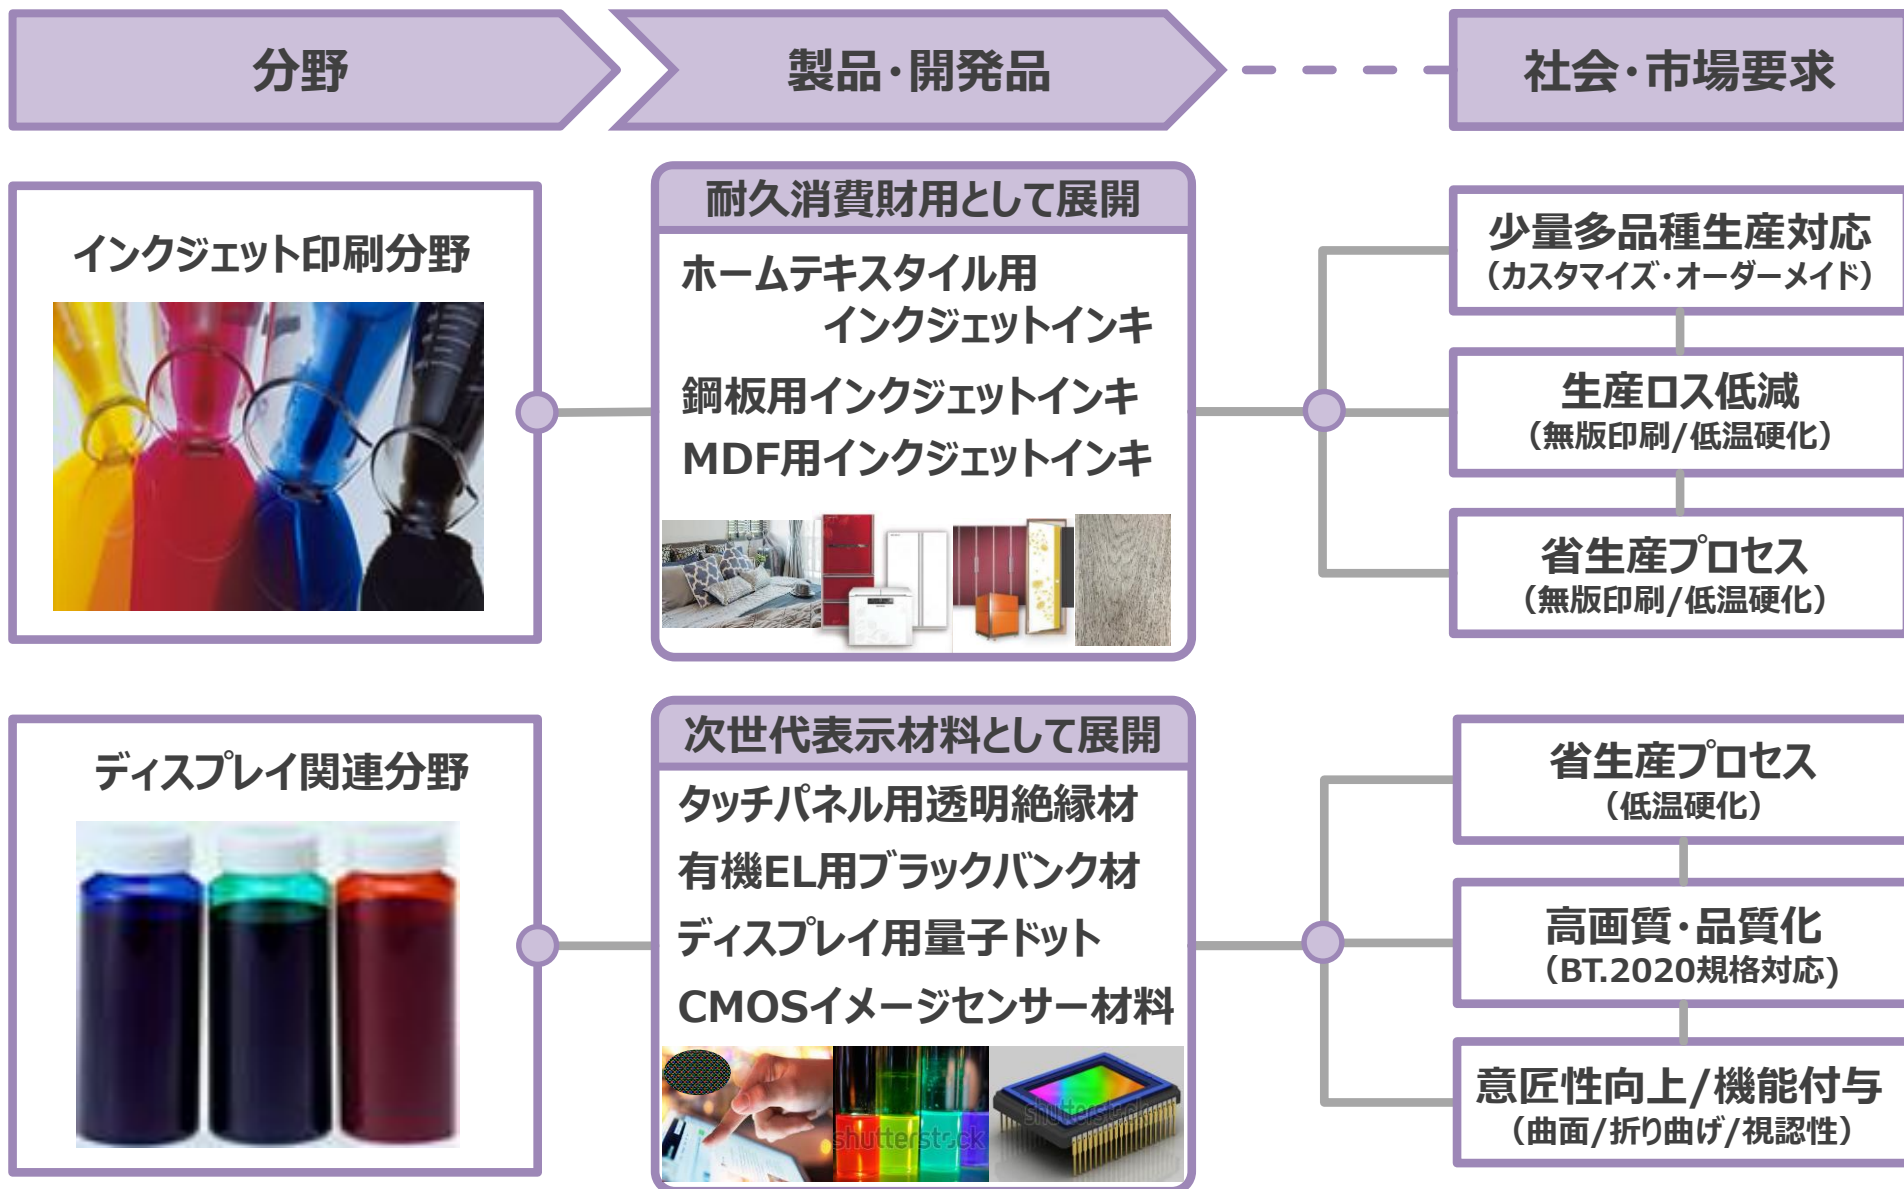 分野
製品・開発品
社会・市場要求
インクジェット印刷分野
耐久消費財用として展開
ホームテキスタイル用
インクジェットインキ
鋼板用インクジェットインキ
MDF用インクジェットインキ
少量多品種生産対応
（カスタマイズ・オーダーメイド）
生産ロス低減
（無版印刷/低温硬化）
省生産プロセス
（無版印刷/低温硬化）
ディスプレイ関連分野
次世代表示材料として展開
タッチパネル用透明絶縁材
有機EL用ブラックバンク材
ディスプレイ用量子ドット
CMOSイメージセンサー材料
shutterstock
shutterstock
省生産プロセス
（低温硬化）
高画質・品質化
（BT.2020規格対応)
意匠性向上/機能付与
（曲面/折り曲げ/視認性）